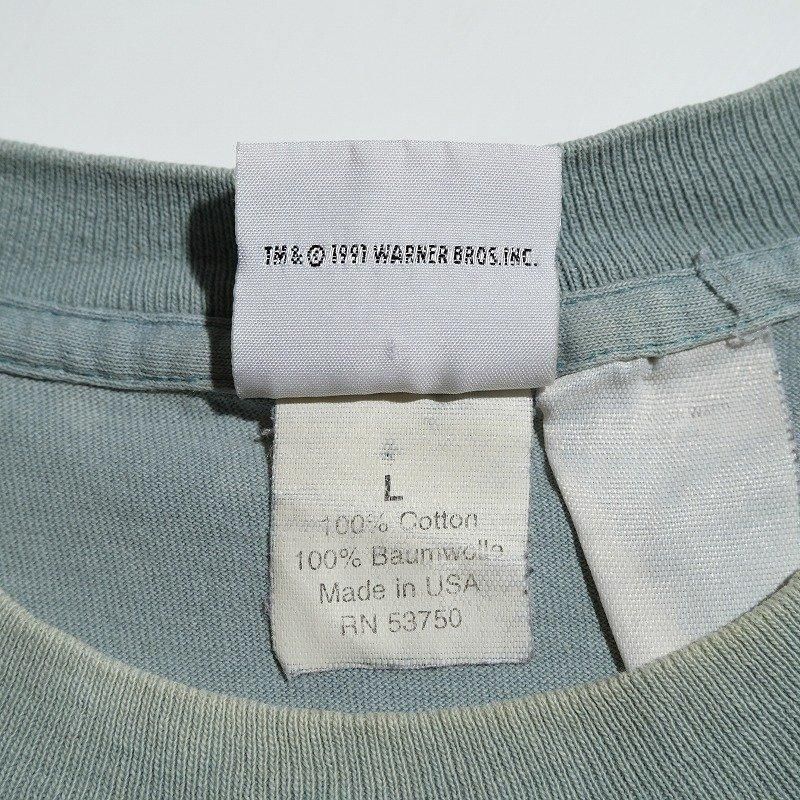 TM & © 1991 WARNER BROS. INC.
L
100% Cotton
100% Baumwolle
Made in USA
RN 53750